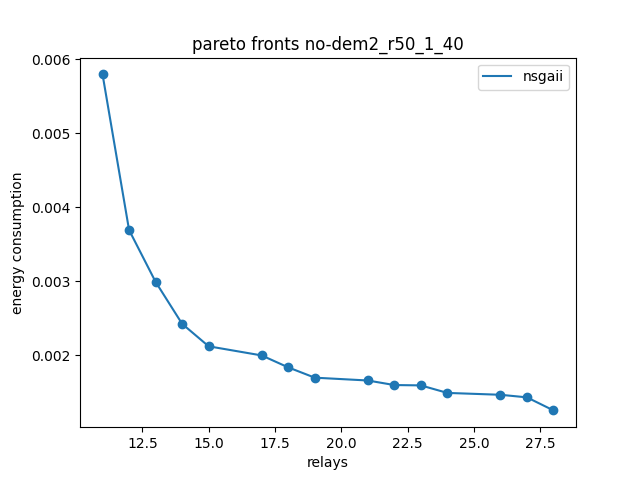 pareto fronts no-dem2_r50_1_40
nsgaii
energy consumption
0.006
0.005
0.004
0.003
0.002
12.5 15.0 17.5 20.0 22.5 25.0 27.5
relays